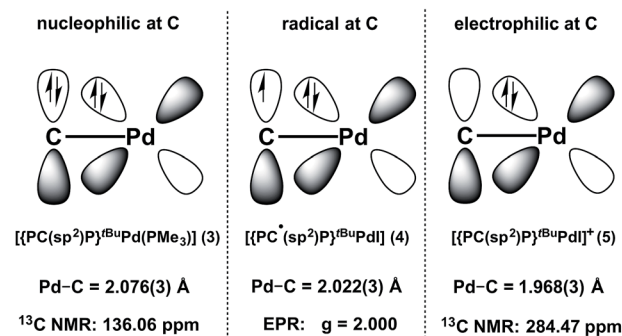 nucleophilic at C
C Pd
[{PC(sp²)P}ᵗᴮᵘPd(PMe₃)] (3)
Pd–C = 2.076(3) Å
¹³C NMR: 136.06 ppm
radical at C
C Pd
[{PC•(sp²)P}ᵗᴮᵘPdI] (4)
Pd–C = 2.022(3) Å
EPR: g = 2.000
electrophilic at C
C Pd
[{PC(sp²)P}ᵗᴮᵘPdI]⁺ (5)
Pd–C = 1.968(3) Å
¹³C NMR: 284.47 ppm